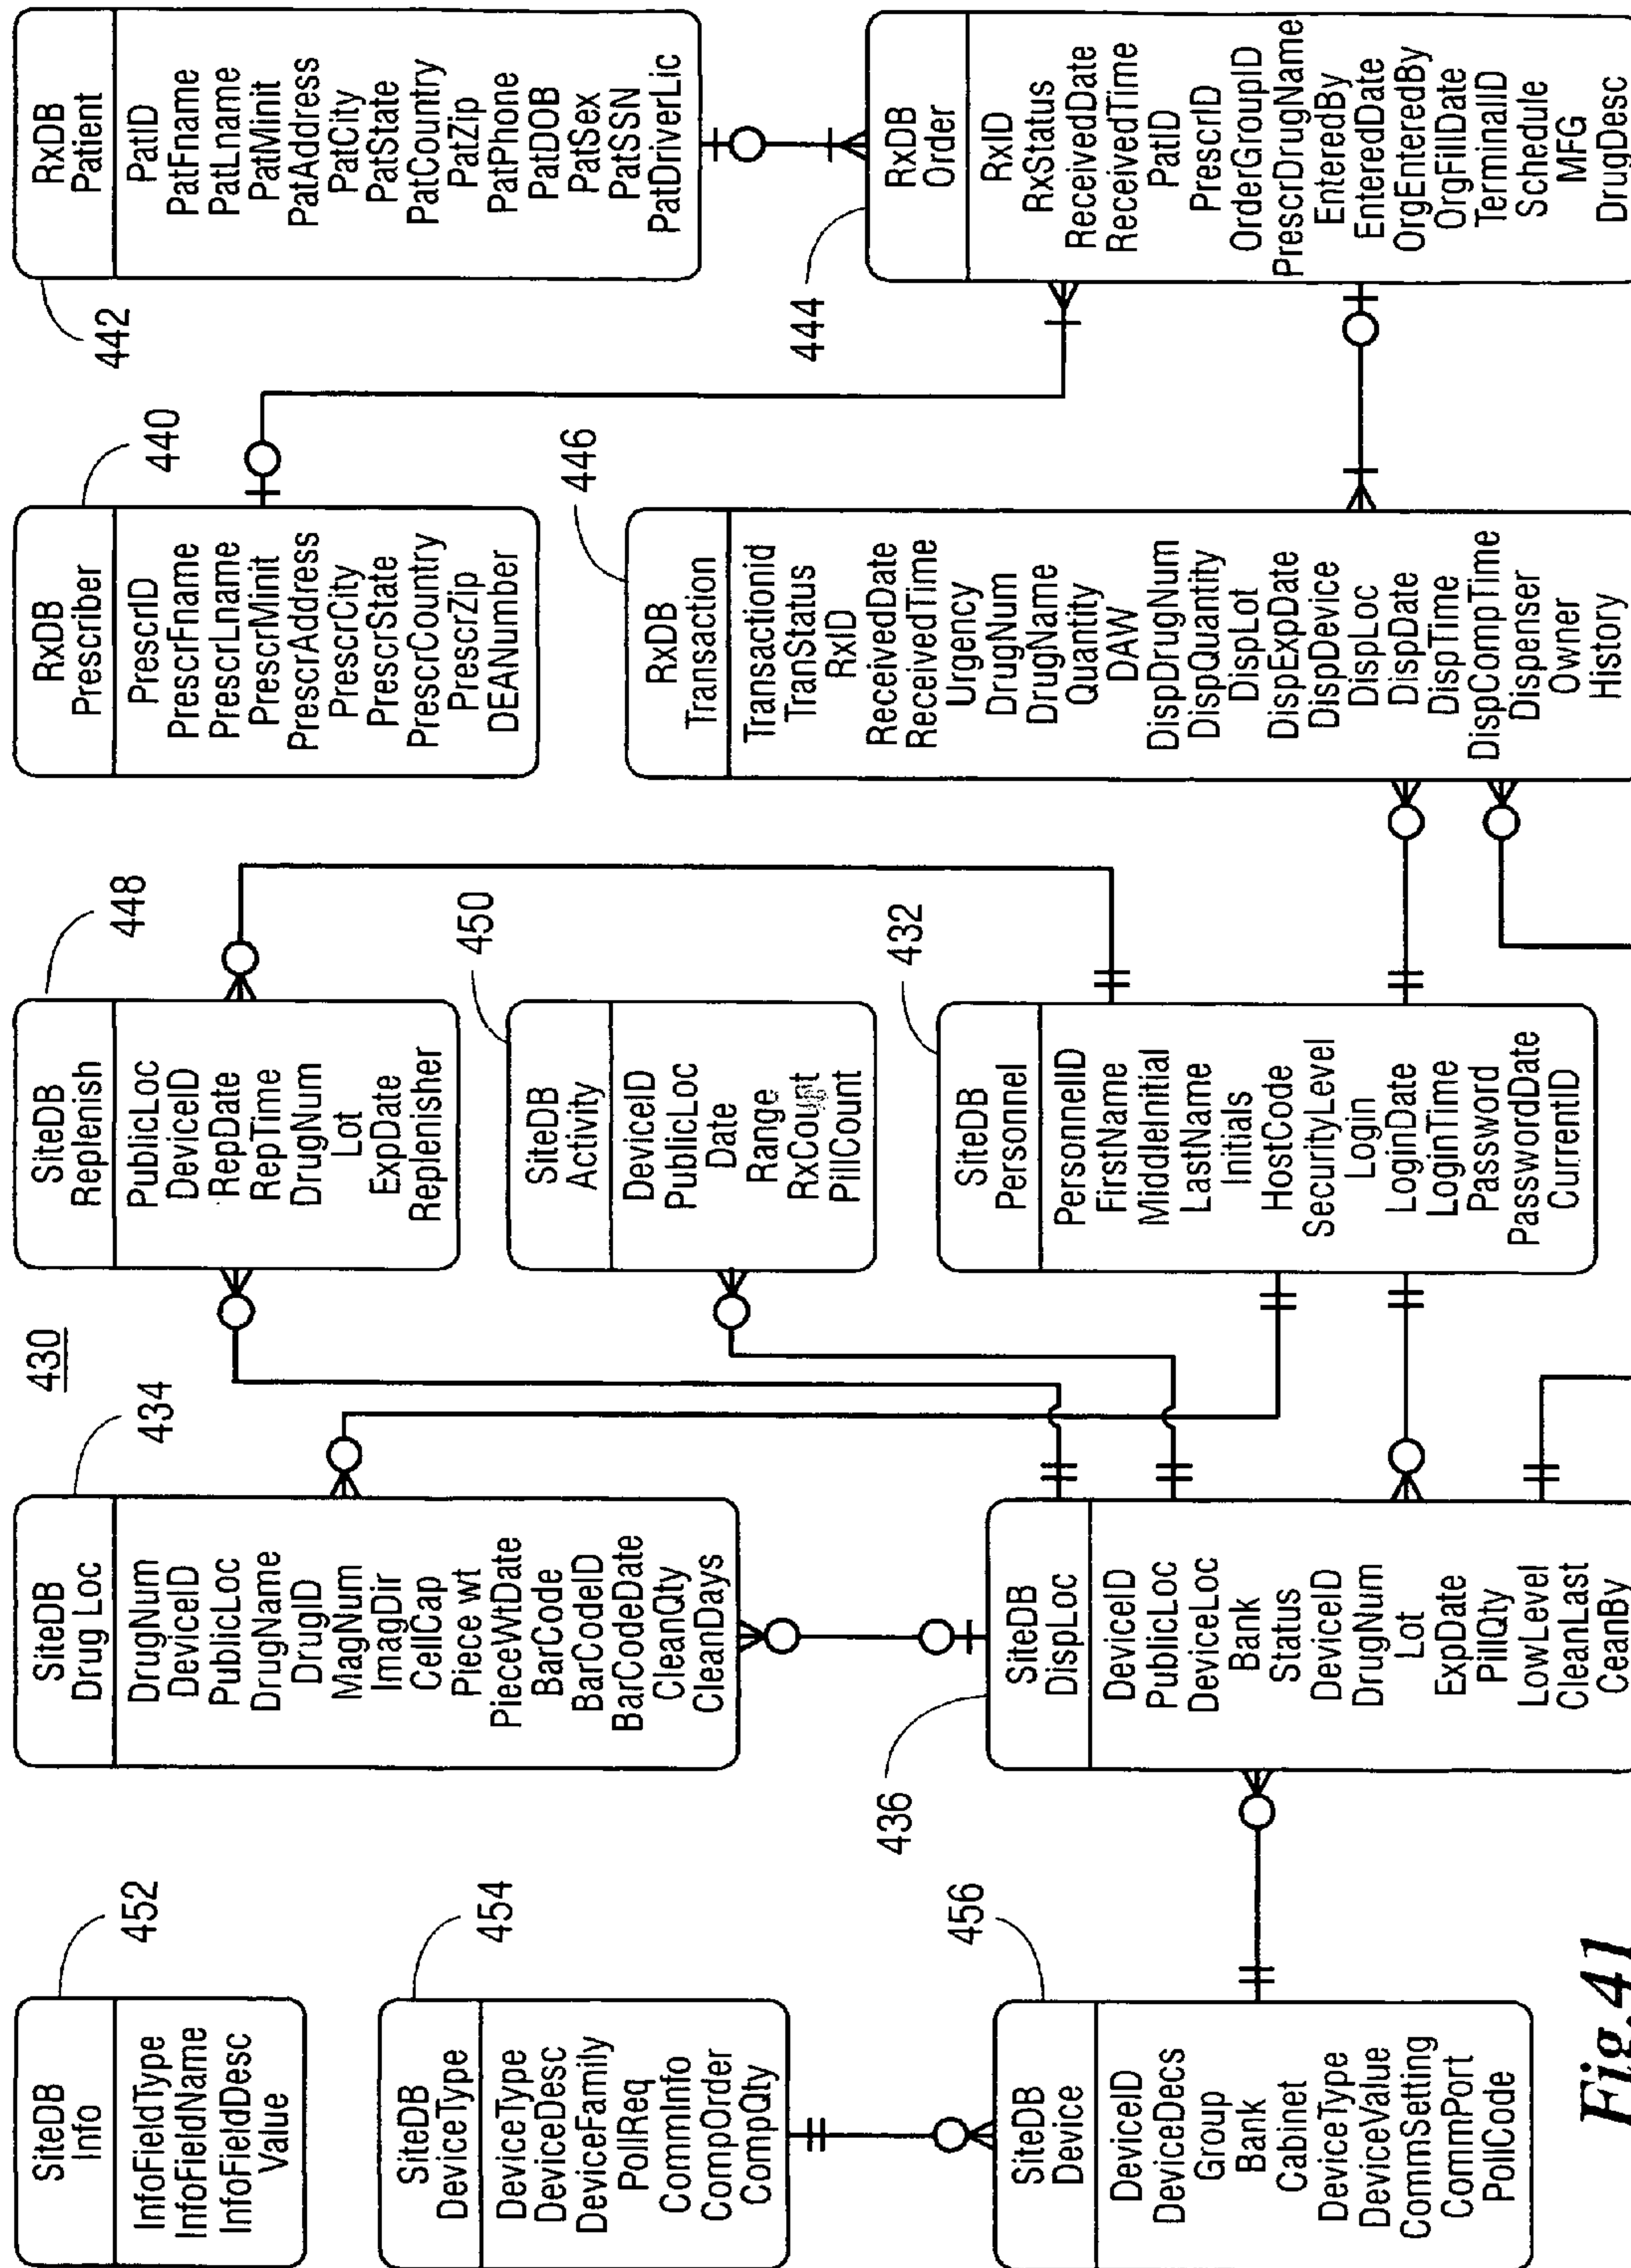 430
452
SiteDB
Info
InfoFieldType
InfoFieldName
InfoFieldDesc
Value
454
SiteDB
DeviceType
DeviceType
DeviceDesc
DeviceFamily
PollReq
CommInfo
CompOrder
CompQty
456
SiteDB
Device
DeviceID
DeviceDecs
Group
Bank
Cabinet
DeviceType
DeviceValue
CommSetting
CommPort
PollCode
434
SiteDB
Drug Loc
DrugNum
DeviceID
PublicLoc
DrugName
DrugID
MagNum
ImagDir
CellCap
Piece wt
PieceWtDate
BarCode
BarCodeID
BarCodeDate
CleanQty
CleanDays
436
SiteDB
DispLoc
DeviceID
PublicLoc
DeviceLoc
Bank
Status
DeviceID
DrugNum
Lot
ExpDate
PillQty
LowLevel
CleanLast
CeanBy
448
SiteDB
Replenish
PublicLoc
DeviceID
RepDate
RepTime
DrugNum
Lot
ExpDate
Replenisher
450
SiteDB
Activity
DeviceID
PublicLoc
Date
Range
RxCount
PillCount
432
SiteDB
Personnel
PersonnelID
FirstName
MiddleInitial
LastName
Initials
HostCode
SecurityLevel
Login
LoginDate
LoginTime
Password
PasswordDate
CurrentID
440
RxDB
Prescriber
PrescrID
PrescrFname
PrescrLname
PrescrMinit
PrescrAddress
PrescrCity
PrescrState
PrescrCountry
PrescrZip
DEANumber
446
RxDB
Transaction
Transactionid
TranStatus
RxID
ReceivedDate
ReceivedTime
Urgency
DrugNum
DrugName
Quantity
DAW
DispDrugNum
DispQuantity
DispLot
DispExpDate
DispDevice
DispLoc
DispDate
DispTime
DispCompTime
Dispenser
Owner
History
442
RxDB
Patient
PatID
PatFname
PatLname
PatMinit
PatAddress
PatCity
PatState
PatCountry
PatZip
PatPhone
PatDOB
PatSex
PatSSN
PatDriverLic
444
RxDB
Order
RxID
RxStatus
ReceivedDate
ReceivedTime
PatID
PrescrID
OrderGroupID
PrescrDrugName
EnteredBy
EnteredDate
OrgEnteredBy
OrgFillDate
TerminalID
Schedule
MFG
DrugDesc
Fig.41